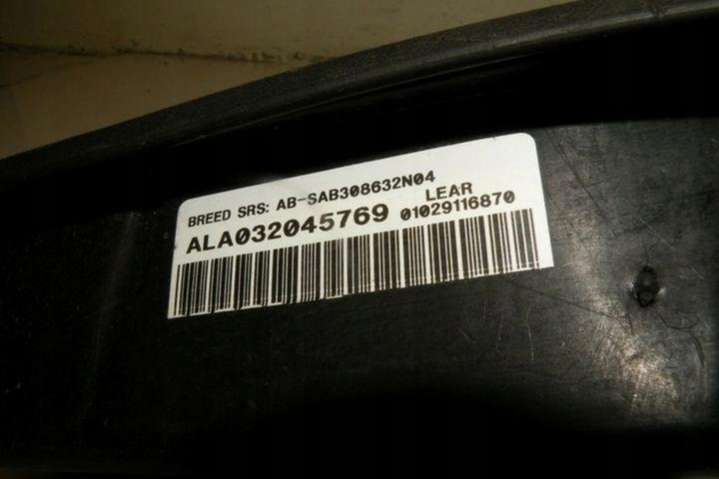 BREED SRS: AB-SAB308632N04
LEAR
ALA032045769 01029116870